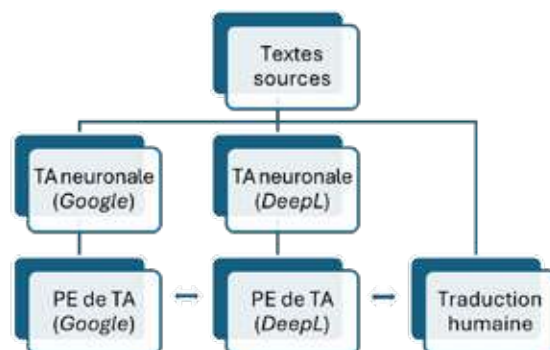 Textes
sources
TA neuronale
(Google)
TA neuronale
(DeepL)
PE de TA
(Google)
PE de TA
(DeepL)
Traduction
humaine